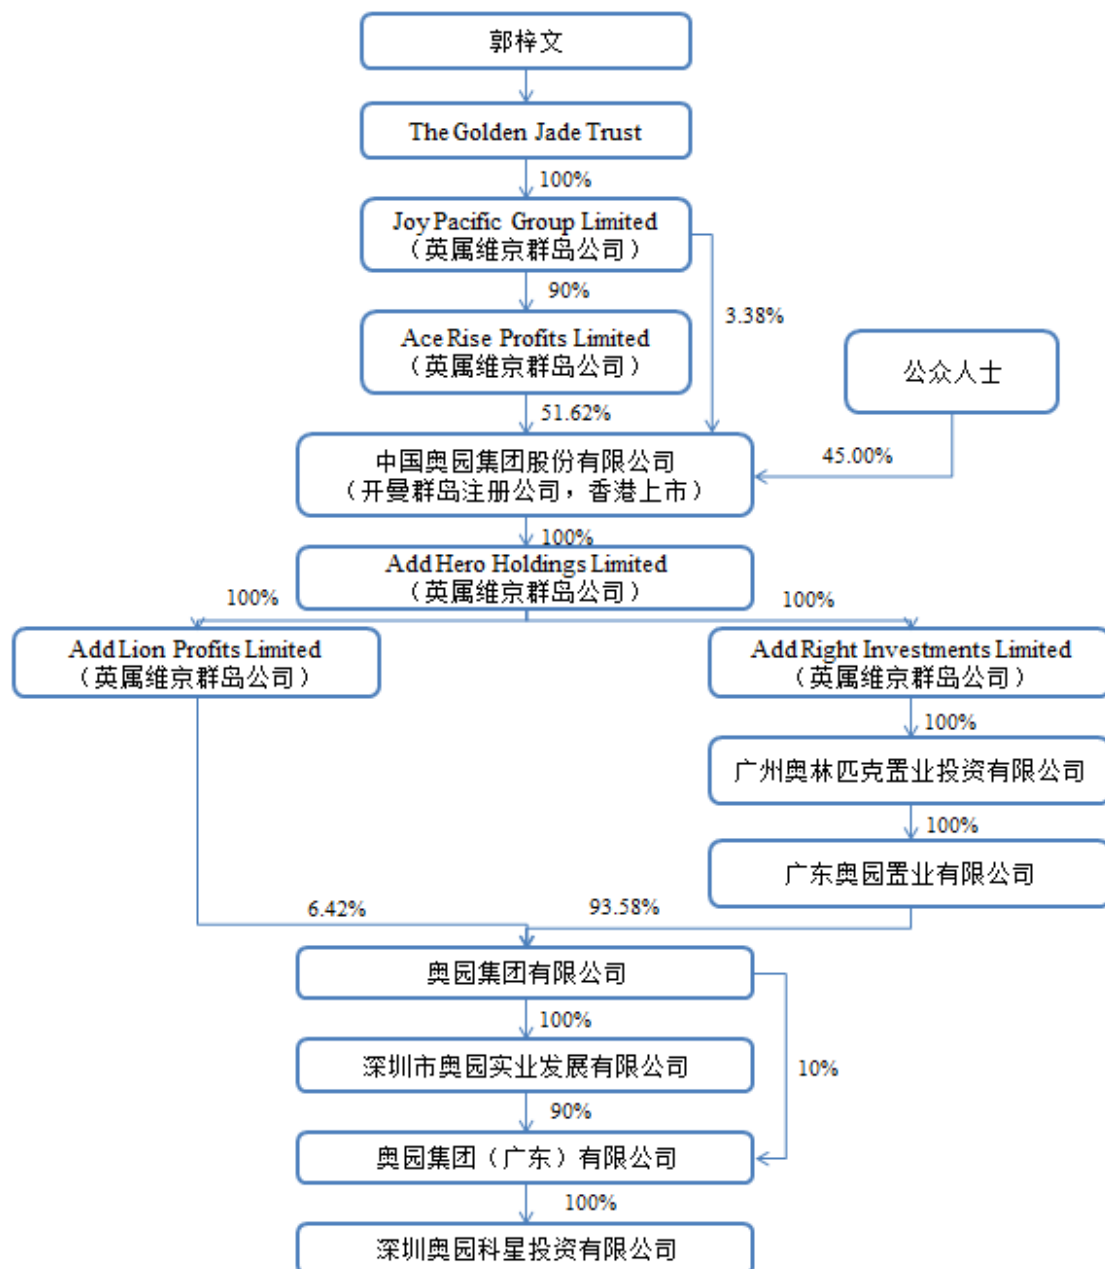 郭梓文
The Golden Jade Trust
100%
Joy Pacific Group Limited
（英属维京群岛公司）
90%
3.38%
Ace Rise Profits Limited
（英属维京群岛公司）
公众人士
51.62%
45.00%
中国奥园集团股份有限公司
（开曼群岛注册公司，香港上市）
100%
Add Hero Holdings Limited
（英属维京群岛公司）
100%
100%
Add Lion Profits Limited
（英属维京群岛公司）
Add Right Investments Limited
（英属维京群岛公司）
100%
广州奥林匹克置业投资有限公司
100%
广东奥园置业有限公司
6.42%
93.58%
奥园集团有限公司
100%
深圳市奥园实业发展有限公司
10%
90%
奥园集团（广东）有限公司
100%
深圳奥园科星投资有限公司